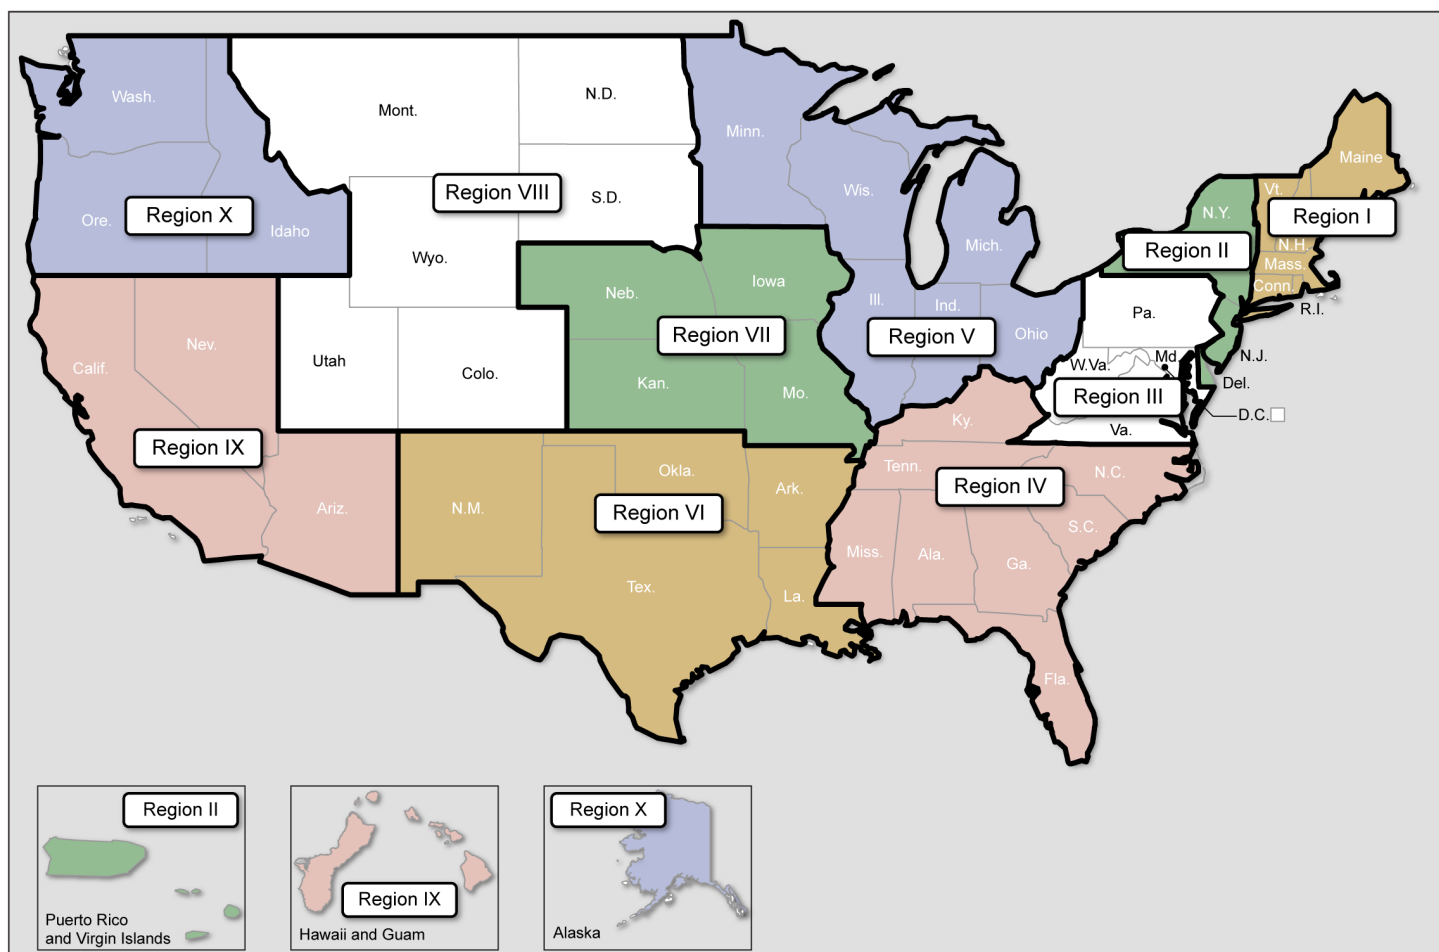 Wash.
Mont.
N.D.
Minn.
Maine
Vt.
Region VIII
S.D.
Wis.
Region X
Ore.
Idaho
N.Y.
Region I
Mich.
Region II
N.H.
Wyo.
Mass.
Iowa
Neb.
Conn.
Ill.
Ind.
R.I.
Pa.
Region VII
Region V
Ohio
Nev.
Utah
Calif.
Colo.
Kan.
Mo.
W.Va.
Md.
N.J.
Del.
Region III
D.C.
Ky.
Va.
Region IX
Tenn.
N.C.
Okla.
Ark.
Region IV
N.M.
Ariz.
Region VI
S.C.
Miss.
Ala.
Ga.
Tex.
La.
Fla.
Region II
Puerto Rico
and Virgin Islands
Region IX
Hawaii and Guam
Region X
Alaska